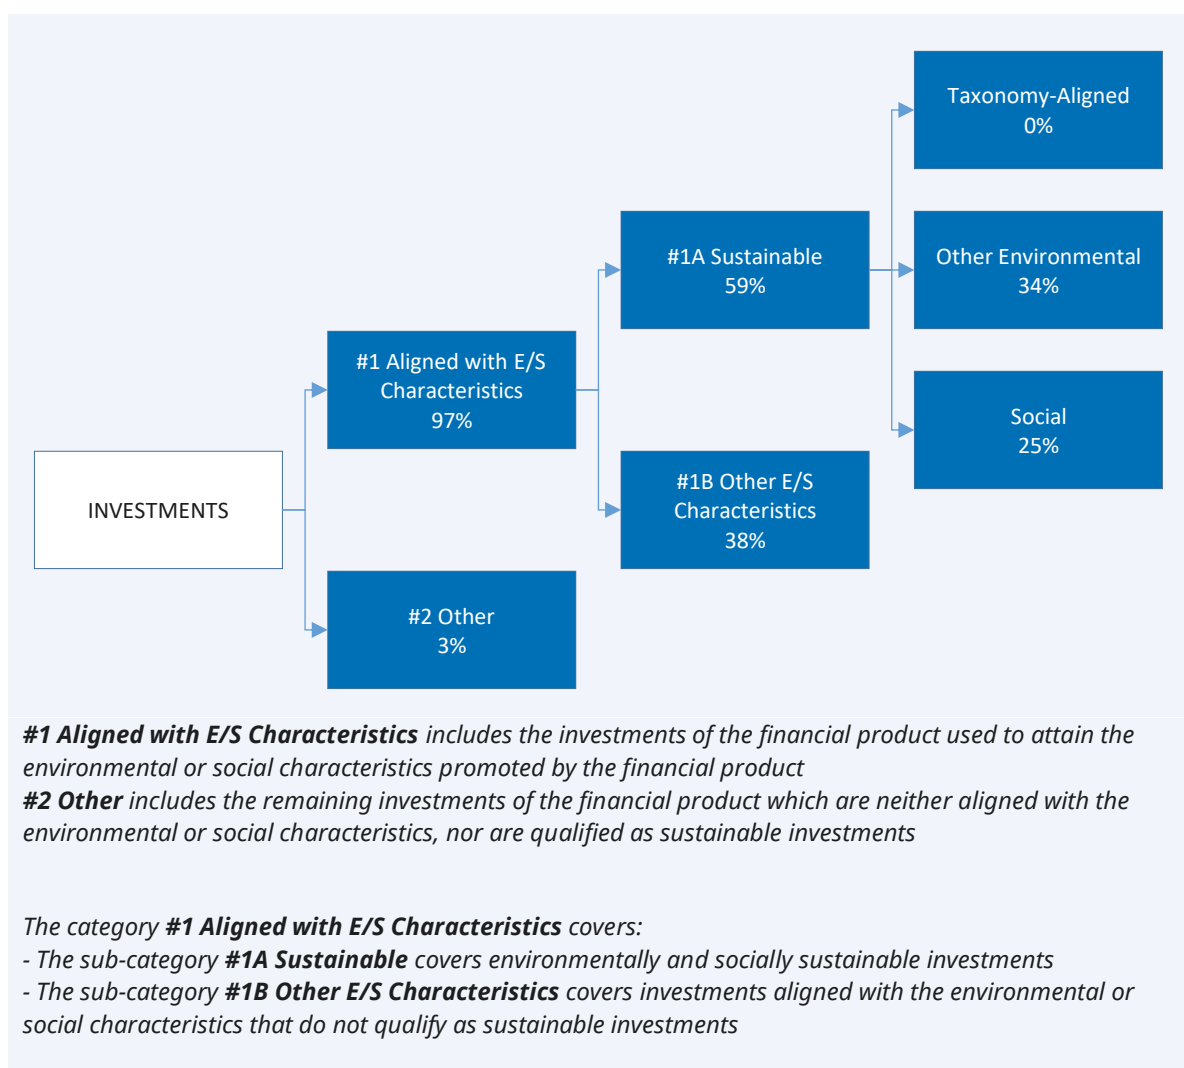 Taxonomy-Aligned
0%
#1A Sustainable
59%
Other Environmental
34%
#1 Aligned with E/S
Characteristics
97%
Social
25%
INVESTMENTS
#1B Other E/S
Characteristics
38%
#2 Other
3%
#1 Aligned with E/S Characteristics includes the investments of the financial product used to attain the
environmental or social characteristics promoted by the financial product
#2 Other includes the remaining investments of the financial product which are neither aligned with the
environmental or social characteristics, nor are qualified as sustainable investments
The category #1 Aligned with E/S Characteristics covers:
- The sub-category #1A Sustainable covers environmentally and socially sustainable investments
- The sub-category #1B Other E/S Characteristics covers investments aligned with the environmental or
social characteristics that do not qualify as sustainable investments